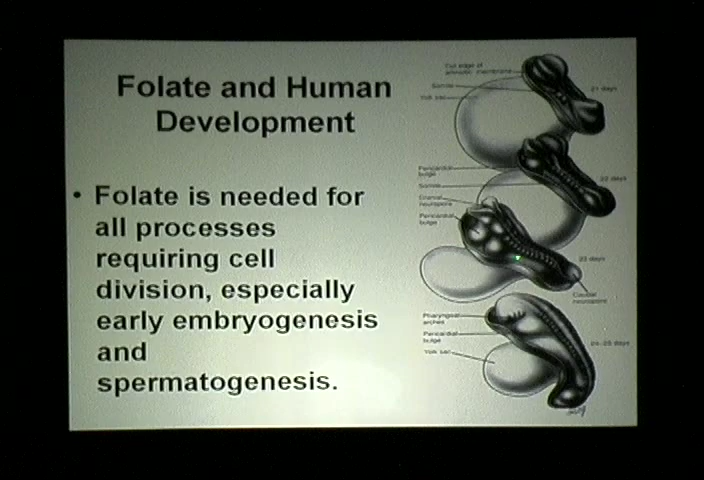 Folate and Human
Development
• Folate is needed for
all processes
requiring cell
division, especially
early embryogenesis
and
spermatogenesis.
Cut edge of
amniotic membrane
Somite
Yolk sac
21 days
Pericardial
bulge
Somite
22 days
Cranial
neuropore
Pericardial
bulge
23 days
Caudal
neuropore
Pharyngeal
arches
Pericardial
bulge
Yolk sac
24-25 days